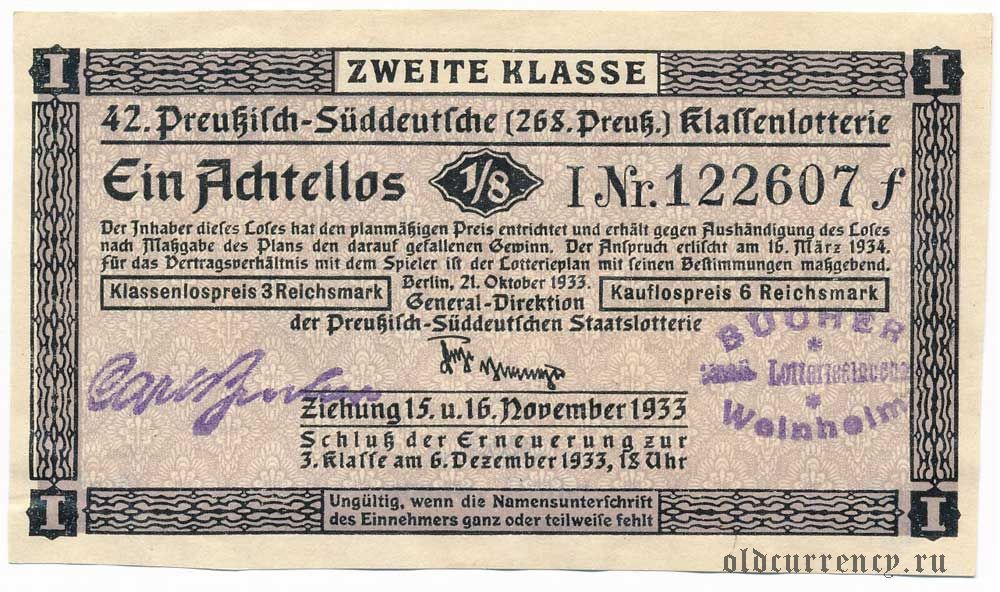 ZWEITE KLASSE
I I
42. Preußisch-Süddeutsche (268. Preuß.) Klassenlotterie
Ein Achtellos 1/8 I Nr. 122607 f
Der Inhaber dieses Loses hat den planmäßigen Preis entrichtet und erhält gegen Aushändigung des Loses
nach Maßgabe des Plans den darauf gefallenen Gewinn. Der Anspruch erlischt am 16. März 1934.
Für das Vertragsverhältnis mit dem Spieler ist der Lotterieplan mit seinen Bestimmungen maßgebend.
Berlin, 21. Oktober 1933.
Klassenlospreis 3 Reichsmark
General-Direktion
Kauflospreis 6 Reichsmark
der Preußisch-Süddeutschen Staatslotterie
BUCHER
Weinheim
Ziehung 15. u. 16. November 1933
Schluß der Erneuerung zur
3. Klasse am 6. Dezember 1933, 18 Uhr
I I
Ungültig, wenn die Namensunterschrift
des Einnehmers ganz oder teilweise fehlt
oldcurrency.ru